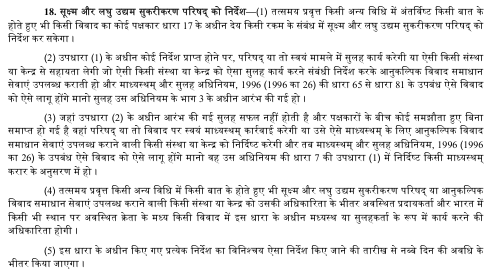 18. सूक्ष्म और लघु उद्यम सुकरीकरण परिषद् को निर्देश—(1) तत्समय प्रवृत्त किसी अन्य विधि में अंतर्विष्ट किसी बात के
होते हुए भी किसी विवाद का कोई पक्षकार धारा 17 के अधीन देय किसी रकम के संबंध में सूक्ष्म और लघु उद्यम सुकरीकरण परिषद् को
निर्देश कर सकेगा ।
(2) उपधारा (1) के अधीन कोई निर्देश प्राप्त होने पर, परिषद् या तो स्वयं मामले में सुलह कार्य करेगी या ऐसी किसी संस्था
या केन्द्र से सहायता लेगी जो ऐसी किसी संस्था या केन्द्र को ऐसा सुलह कार्य करने संबंधी निर्देश करके आनुकल्पिक विवाद समाधान
सेवाएं उपलब्ध कराती हो और माध्यस्थम् और सुलह अधिनियम, 1996 (1996 का 26) की धारा 65 से धारा 81 के उपबंध ऐसे विवाद
को ऐसे लागू होंगे मानो सुलह उस अधिनियम के भाग 3 के अधीन आरंभ की गई हो ।
(3) जहां उपधारा (2) के अधीन आरंभ की गई सुलह सफल नहीं होती है और पक्षकारों के बीच कोई समझौता हुए बिना
समाप्त हो गई है वहां परिषद् या तो विवाद पर स्वयं माध्यस्थम् कार्रवाई करेगी या उसे ऐसे माध्यस्थम् के लिए आनुकल्पिक विवाद
समाधान सेवाएं उपलब्ध कराने वाली किसी संस्था या केन्द्र को निर्दिष्ट करेगी और तब माध्यस्थम् और सुलह अधिनियम, 1996 (1996
का 26) के उपबंध ऐसे विवाद को ऐसे लागू होंगे मानो वह उस अधिनियम की धारा 7 की उपधारा (1) में निर्दिष्ट किसी माध्यस्थम्
करार के अनुसरण में हो ।
(4) तत्समय प्रवृत्त किसी अन्य विधि में किसी बात के होते हुए भी सूक्ष्म और लघु उद्यम सुकरीकरण परिषद् या आनुकल्पिक
विवाद समाधान सेवाएं उपलब्ध कराने वाली किसी संस्था या केन्द्र को उसकी अधिकारिता के भीतर अवस्थित प्रदायकर्ता और भारत में
किसी भी स्थान पर अवस्थित क्रेता के मध्य किसी विवाद में इस धारा के अधीन मध्यस्थ या सुलहकर्ता के रूप में कार्य करने की
अधिकारिता होगी ।
(5) इस धारा के अधीन किए गए प्रत्येक निर्देश का विनिश्चय ऐसा निर्देश किए जाने की तारीख से नब्बे दिन की अवधि के
भीतर किया जाएगा ।